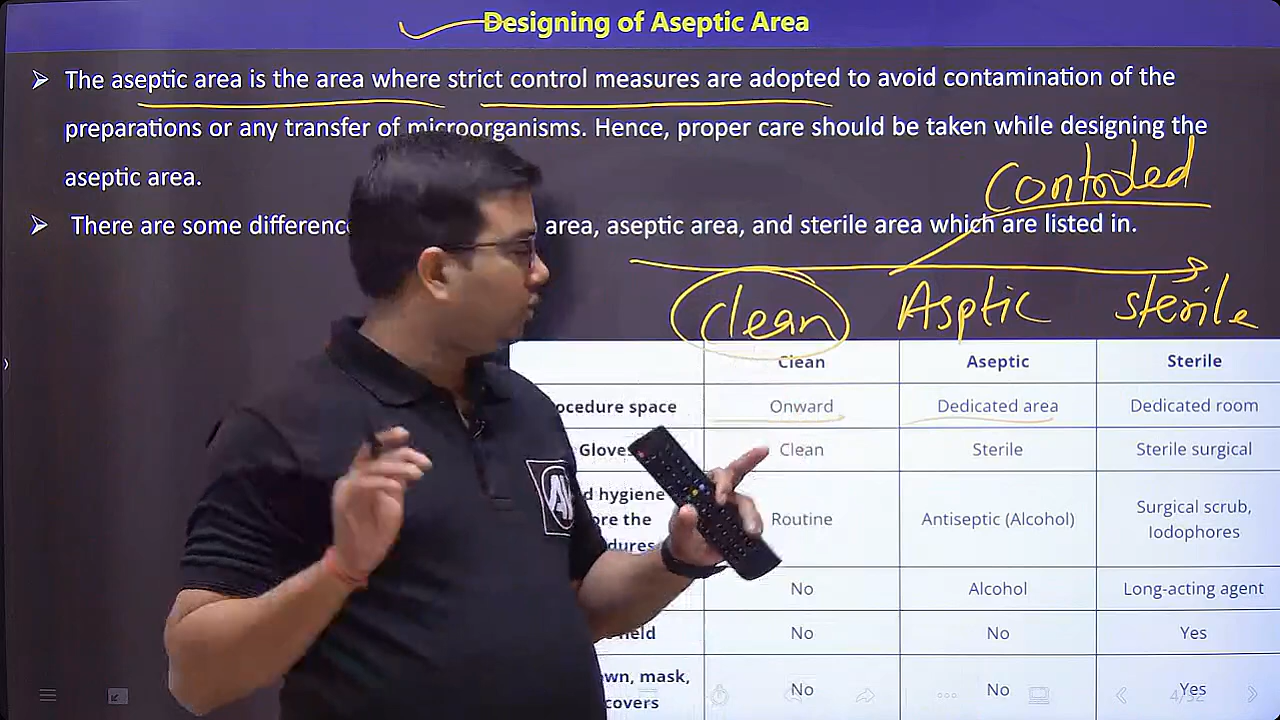 Designing of Aseptic Area
The aseptic area is the area where strict control measures are adopted to avoid contamination of the
preparations or any transfer of microorganisms. Hence, proper care should be taken while designing the
aseptic area.
Controled
There are some differenc area, aseptic area, and sterile area which are listed in.
Clean Asptic Sterile
Clean Aseptic Sterile
ocedure space Onward Dedicated area Dedicated room
Gloves Clean Sterile Sterile surgical
d hygiene
ore the
dures
Routine Antiseptic (Alcohol) Surgical scrub,
Iodophores
No Alcohol Long-acting agent
eld No No Yes
wn, mask,
covers
No No Yes
4/32